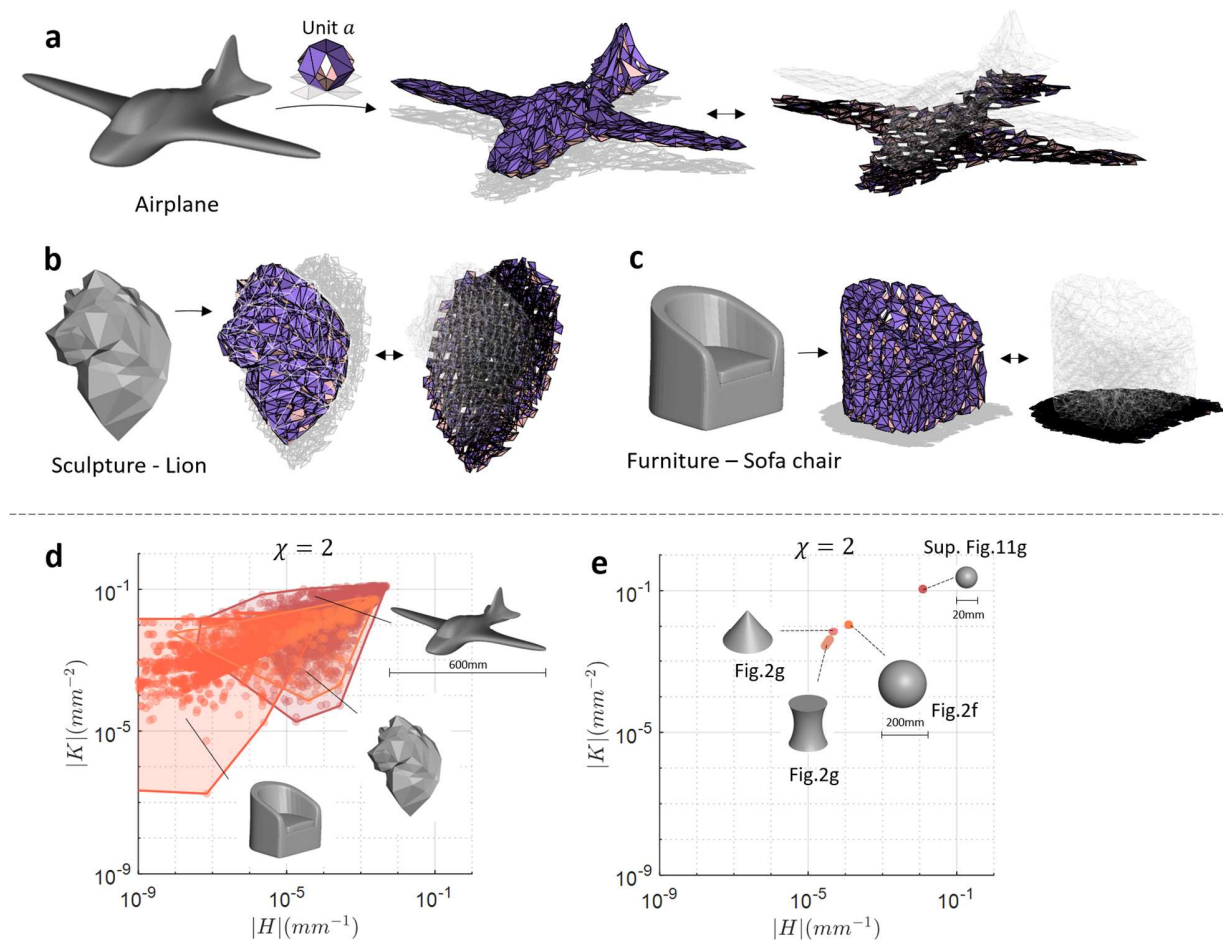 a
Unit a
Airplane
b
Sculpture - Lion
c
Furniture – Sofa chair
d
χ = 2
10⁻¹
10⁻⁵
10⁻⁹
|K|(mm⁻²)
600mm
10⁻⁹
10⁻⁵
10⁻¹
|H|(mm⁻¹)
e
χ = 2
Sup. Fig.11g
20mm
10⁻¹
10⁻⁵
10⁻⁹
|K|(mm⁻²)
Fig.2g
Fig.2g
Fig.2f
200mm
10⁻⁹
10⁻⁵
10⁻¹
|H|(mm⁻¹)